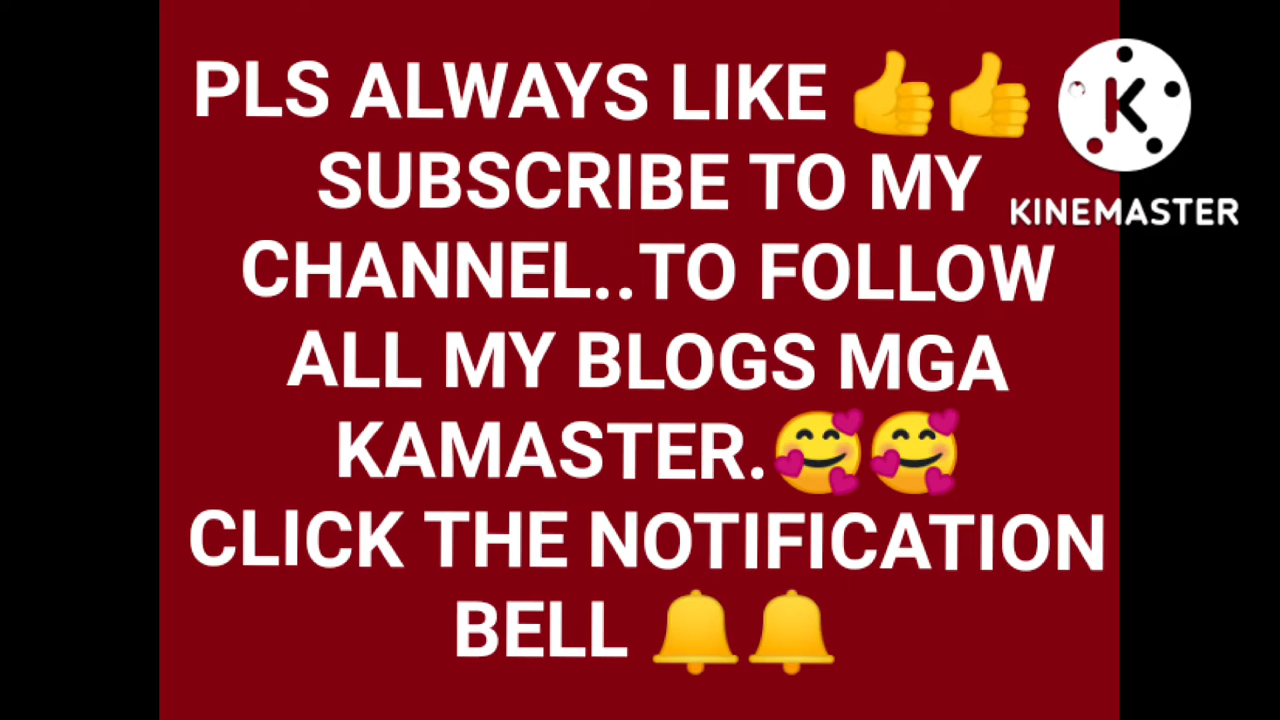 PLS ALWAYS LIKE 👍👍
SUBSCRIBE TO MY
CHANNEL..TO FOLLOW
ALL MY BLOGS MGA
KAMASTER.🥰🥰
CLICK THE NOTIFICATION
BELL 🔔🔔
K
KINEMASTER